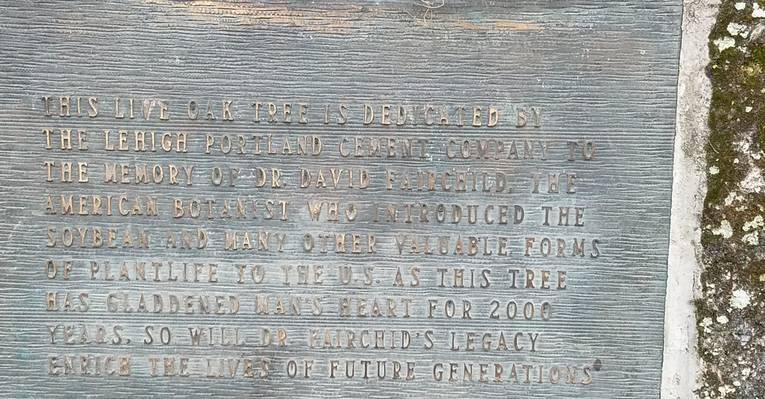 THIS LIVE OAK TREE IS DEDICATED BY
THE LEHIGH PORTLAND CEMENT COMPANY TO
THE MEMORY OF DR. DAVID FAIRCHILD, THE
AMERICAN BOTANIST WHO INTRODUCED THE
SOYBEAN AND MANY OTHER VALUABLE FORMS
OF PLANTLIFE TO THE U.S. AS THIS TREE
HAS GLADDENED MAN'S HEART FOR 2000
YEARS, SO WILL DR. FAIRCHID'S LEGACY
ENRICH THE LIVES OF FUTURE GENERATIONS